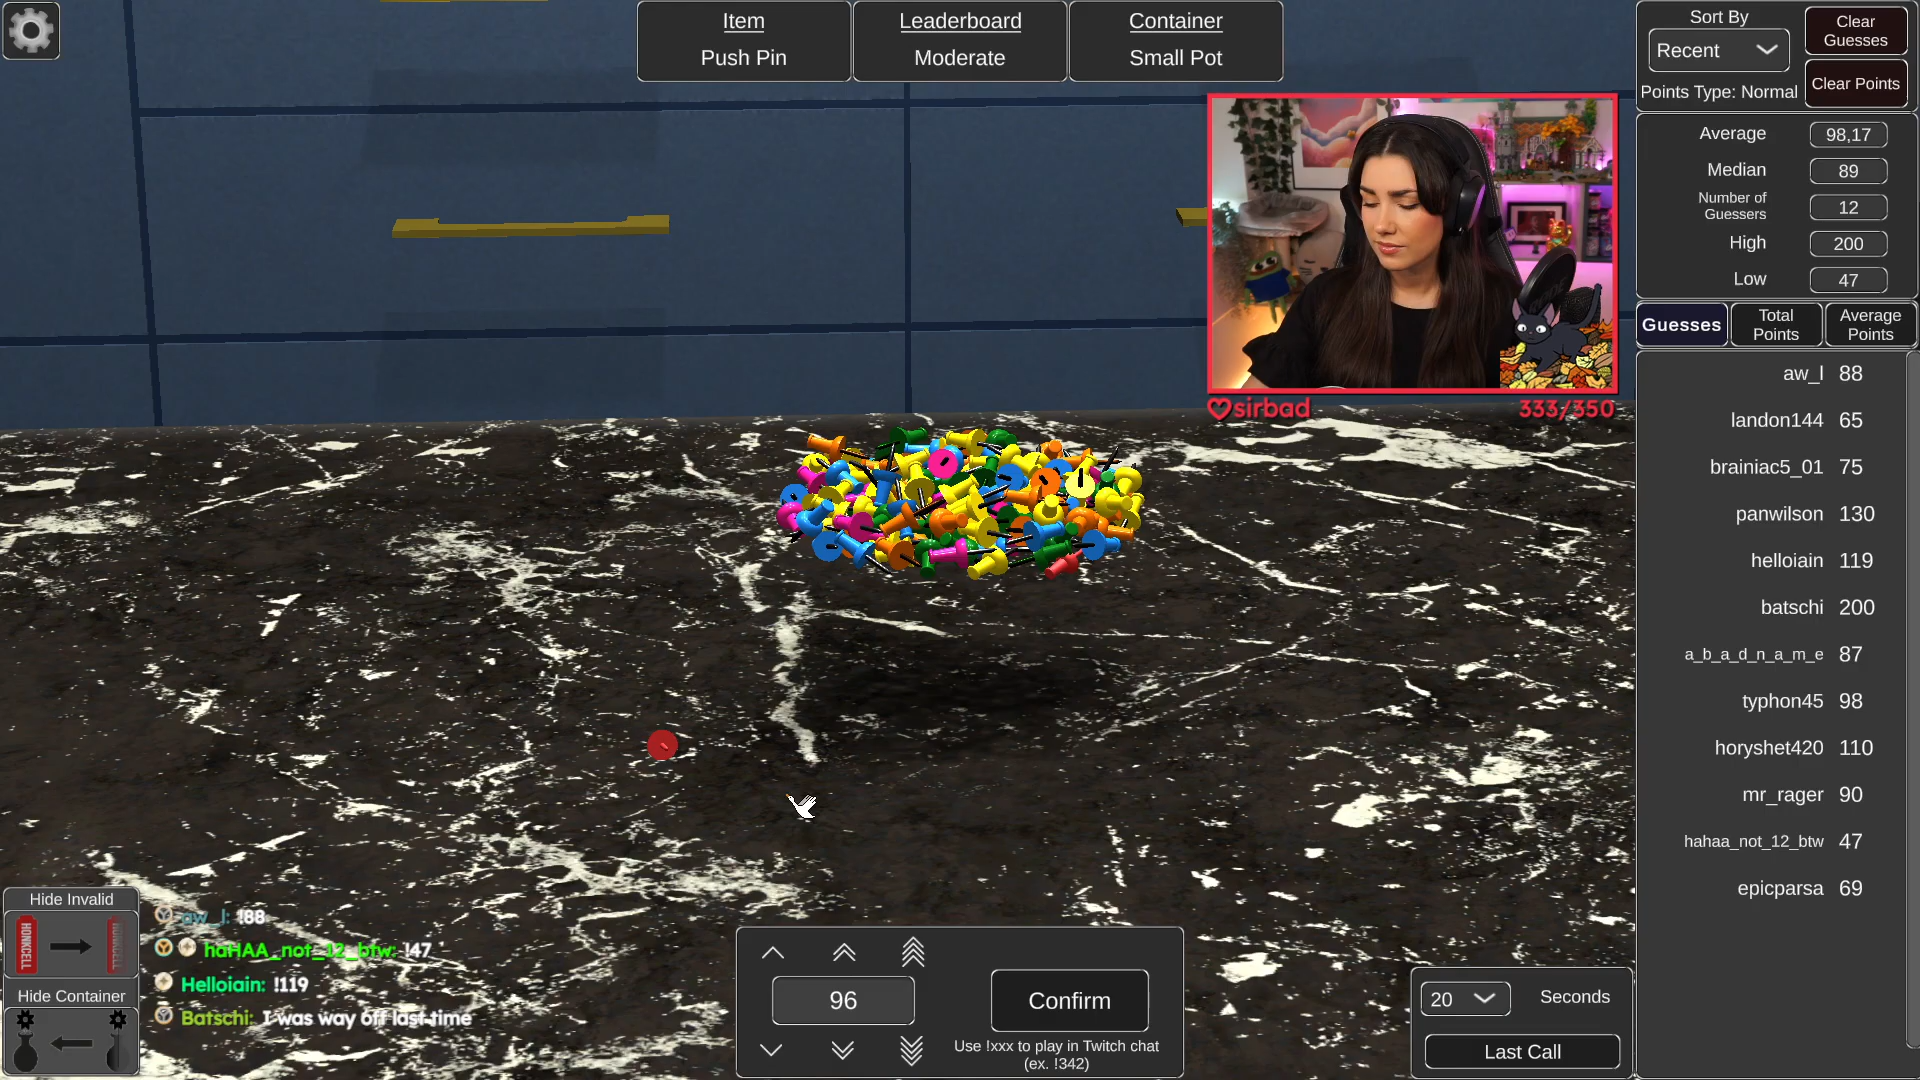 Item
Push Pin
Leaderboard
Moderate
Container
Small Pot
Sort By
Recent
Points Type: Normal
Clear Guesses
Clear Points
Average 98,17
Median 89
Number of Guessers 12
High 200
Low 47
Guesses
Total Points
Average Points
aw_l 88
landon144 65
brainiac5_01 75
panwilson 130
helloiain 119
batschi 200
a_b_a_d_n_a_m_e 87
typhon45 98
horyshet420 110
mr_rager 90
hahaa_not_12_btw 47
epicparsa 69
sirbad 333/350
Hide Invalid
HONKCELL
Hide Container
aw_l: !88
haHAA_not_12_btw: !47
Helloiain: !119
Batschi: I was way off last time
96
Confirm
Use !xxx to play in Twitch chat
(ex. !342)
20 Seconds
Last Call